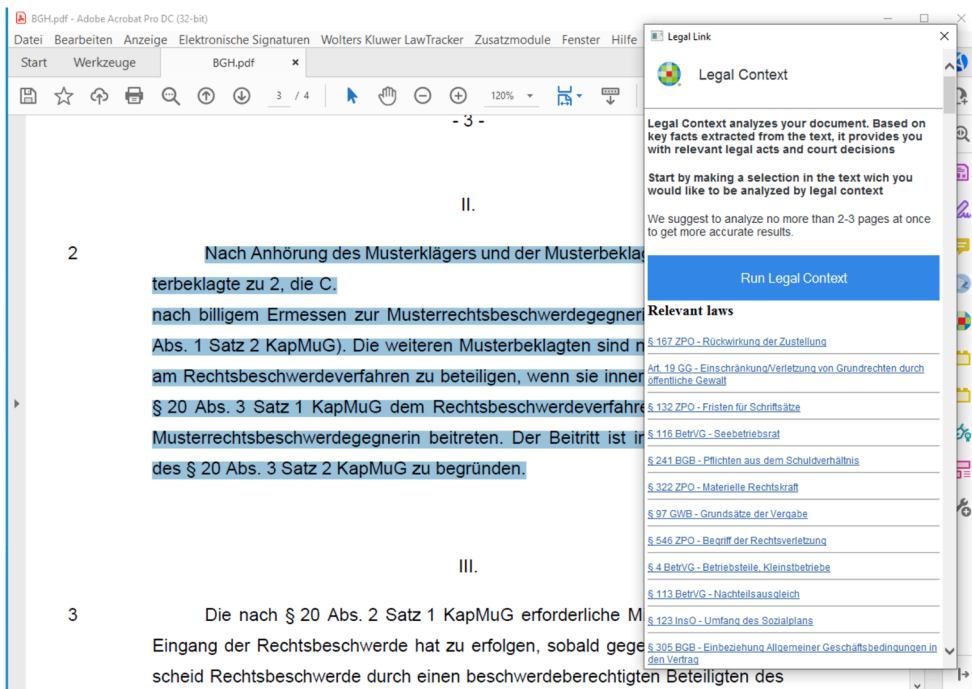 BGH.pdf - Adobe Acrobat Pro DC (32-bit)
Datei Bearbeiten Anzeige Elektronische Signaturen Wolters Kluwer LawTracker Zusatzmodule Fenster Hilfe
Start Werkzeuge BGH.pdf ×
3 / 4 120%
- 3 -
II.
2 Nach Anhörung des Musterklägers und der Musterbeklag
terbeklagte zu 2, die C.
nach billigem Ermessen zur Musterrechtsbeschwerdegegneri
Abs. 1 Satz 2 KapMuG). Die weiteren Musterbeklagten sind n
am Rechtsbeschwerdeverfahren zu beteiligen, wenn sie inner
§ 20 Abs. 3 Satz 1 KapMuG dem Rechtsbeschwerdeverfahre
Musterrechtsbeschwerdegegnerin beitreten. Der Beitritt ist in
des § 20 Abs. 3 Satz 2 KapMuG zu begründen.
III.
3 Die nach § 20 Abs. 2 Satz 1 KapMuG erforderliche M
Eingang der Rechtsbeschwerde hat zu erfolgen, sobald gege
scheid Rechtsbeschwerde durch einen beschwerdeberechtigten Beteiligten des
Legal Link
Legal Context
Legal Context analyzes your document. Based on
key facts extracted from the text, it provides you
with relevant legal acts and court decisions
Start by making a selection in the text wich you
would like to be analyzed by legal context
We suggest to analyze no more than 2-3 pages at once
to get more accurate results.
Run Legal Context
Relevant laws
§ 167 ZPO - Rückwirkung der Zustellung
Art. 19 GG - Einschränkung/Verletzung von Grundrechten durch
öffentliche Gewalt
§ 132 ZPO - Fristen für Schriftsätze
§ 116 BetrVG - Seebetriebsrat
§ 241 BGB - Pflichten aus dem Schuldverhältnis
§ 322 ZPO - Materielle Rechtskraft
§ 97 GWB - Grundsätze der Vergabe
§ 546 ZPO - Begriff der Rechtsverletzung
§ 4 BetrVG - Betriebsteile, Kleinstbetriebe
§ 113 BetrVG - Nachteilsausgleich
§ 123 InsO - Umfang des Sozialplans
§ 305 BGB - Einbeziehung Allgemeiner Geschäftsbedingungen in
den Vertrag